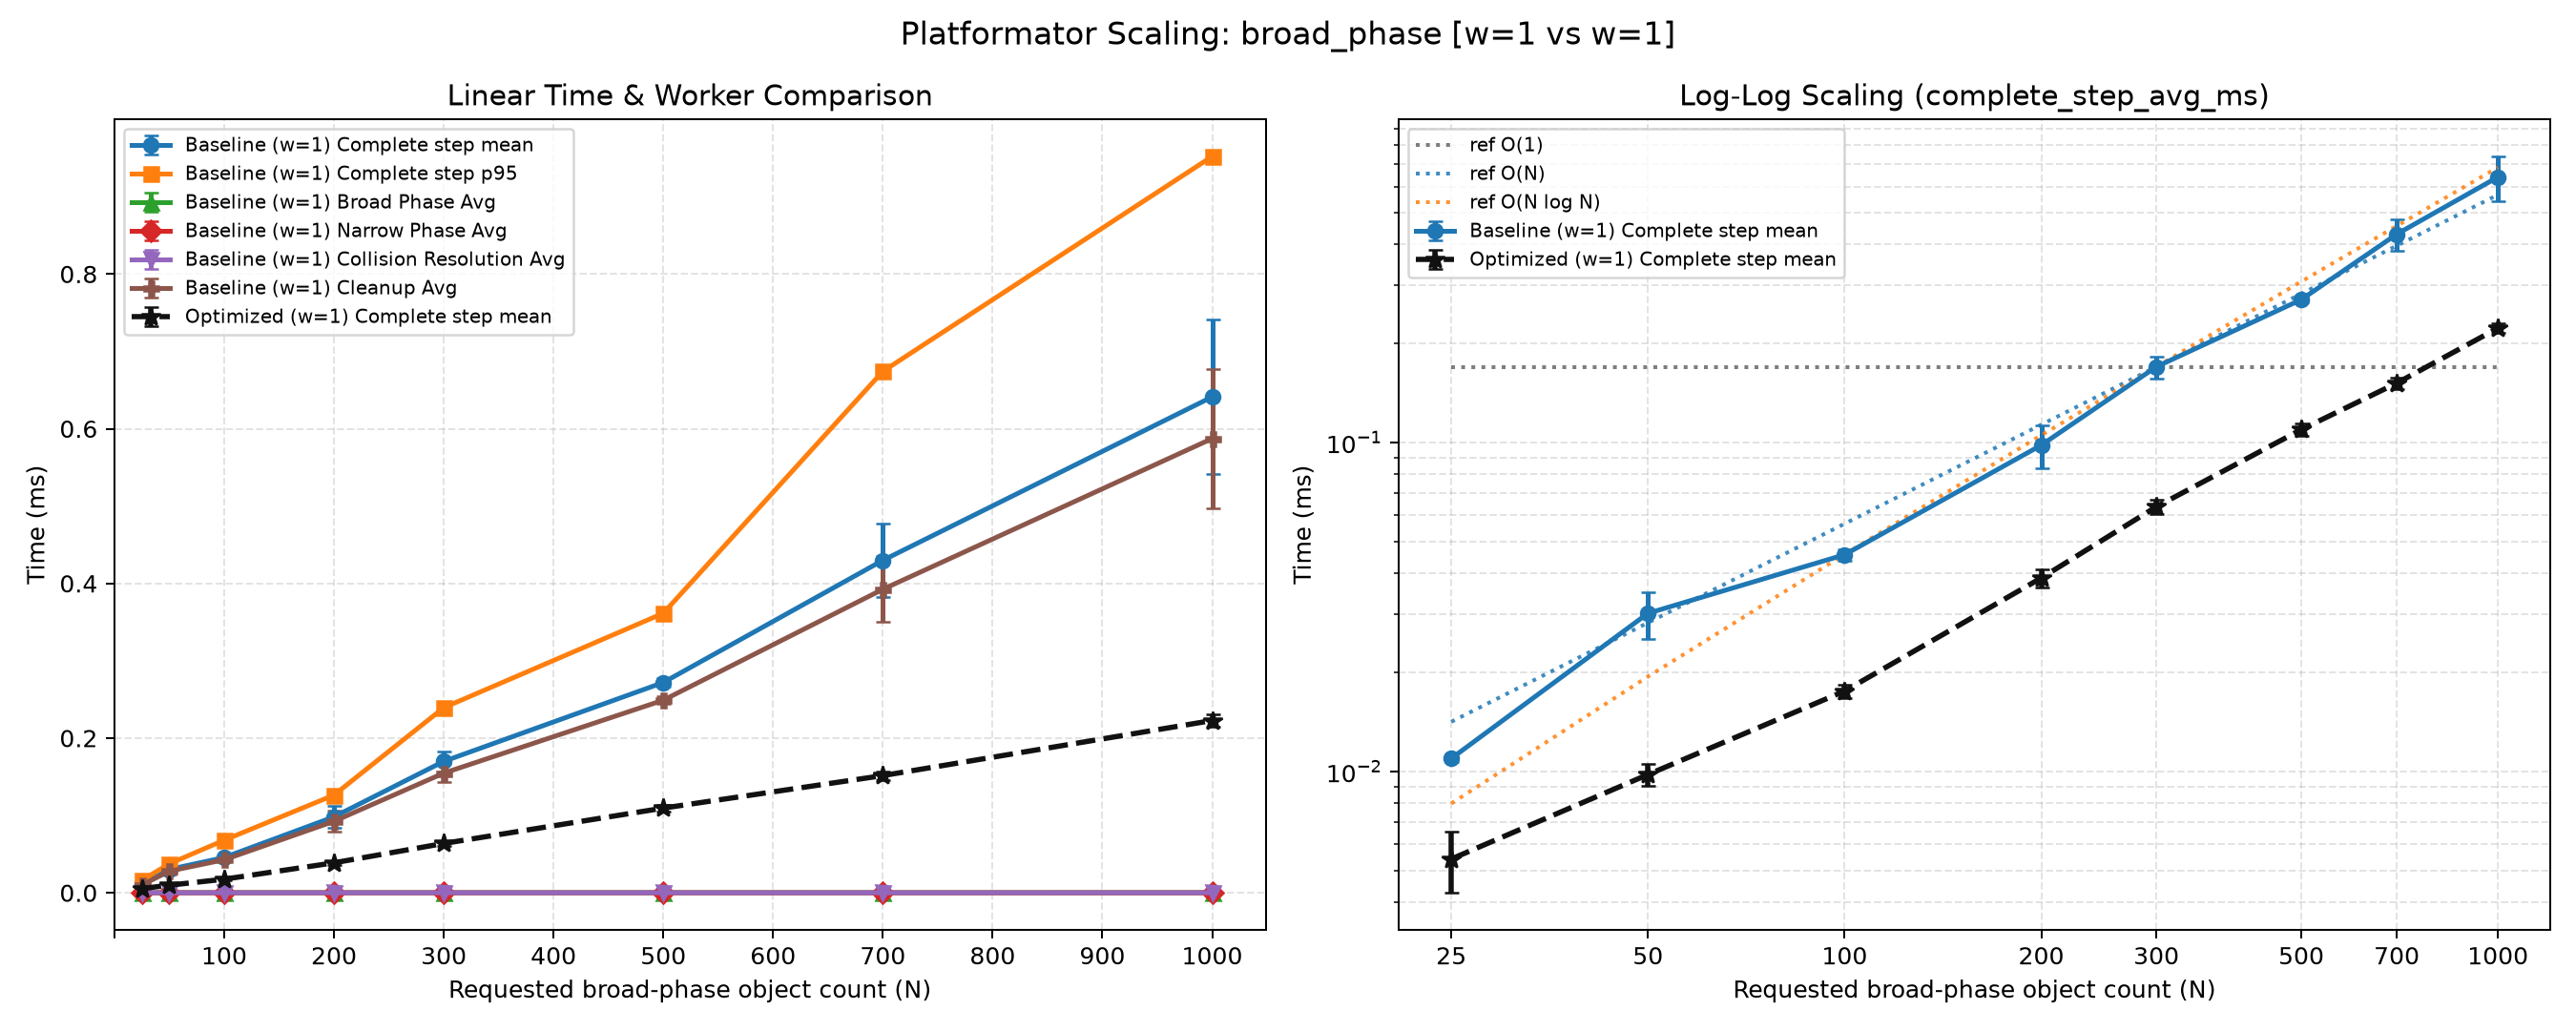 Platformator Scaling: broad_phase [w=1 vs w=1]
Linear Time & Worker Comparison
Baseline (w=1) Complete step mean
Baseline (w=1) Complete step p95
Baseline (w=1) Broad Phase Avg
Baseline (w=1) Narrow Phase Avg
Baseline (w=1) Collision Resolution Avg
Baseline (w=1) Cleanup Avg
Optimized (w=1) Complete step mean
Time (ms)
0.8
0.6
0.4
0.2
0.0
100 200 300 400 500 600 700 800 900 1000
Requested broad-phase object count (N)
Log-Log Scaling (complete_step_avg_ms)
ref O(1)
ref O(N)
ref O(N log N)
Baseline (w=1) Complete step mean
Optimized (w=1) Complete step mean
Time (ms)
10⁻¹
10⁻²
25 50 100 200 300 500 700 1000
Requested broad-phase object count (N)